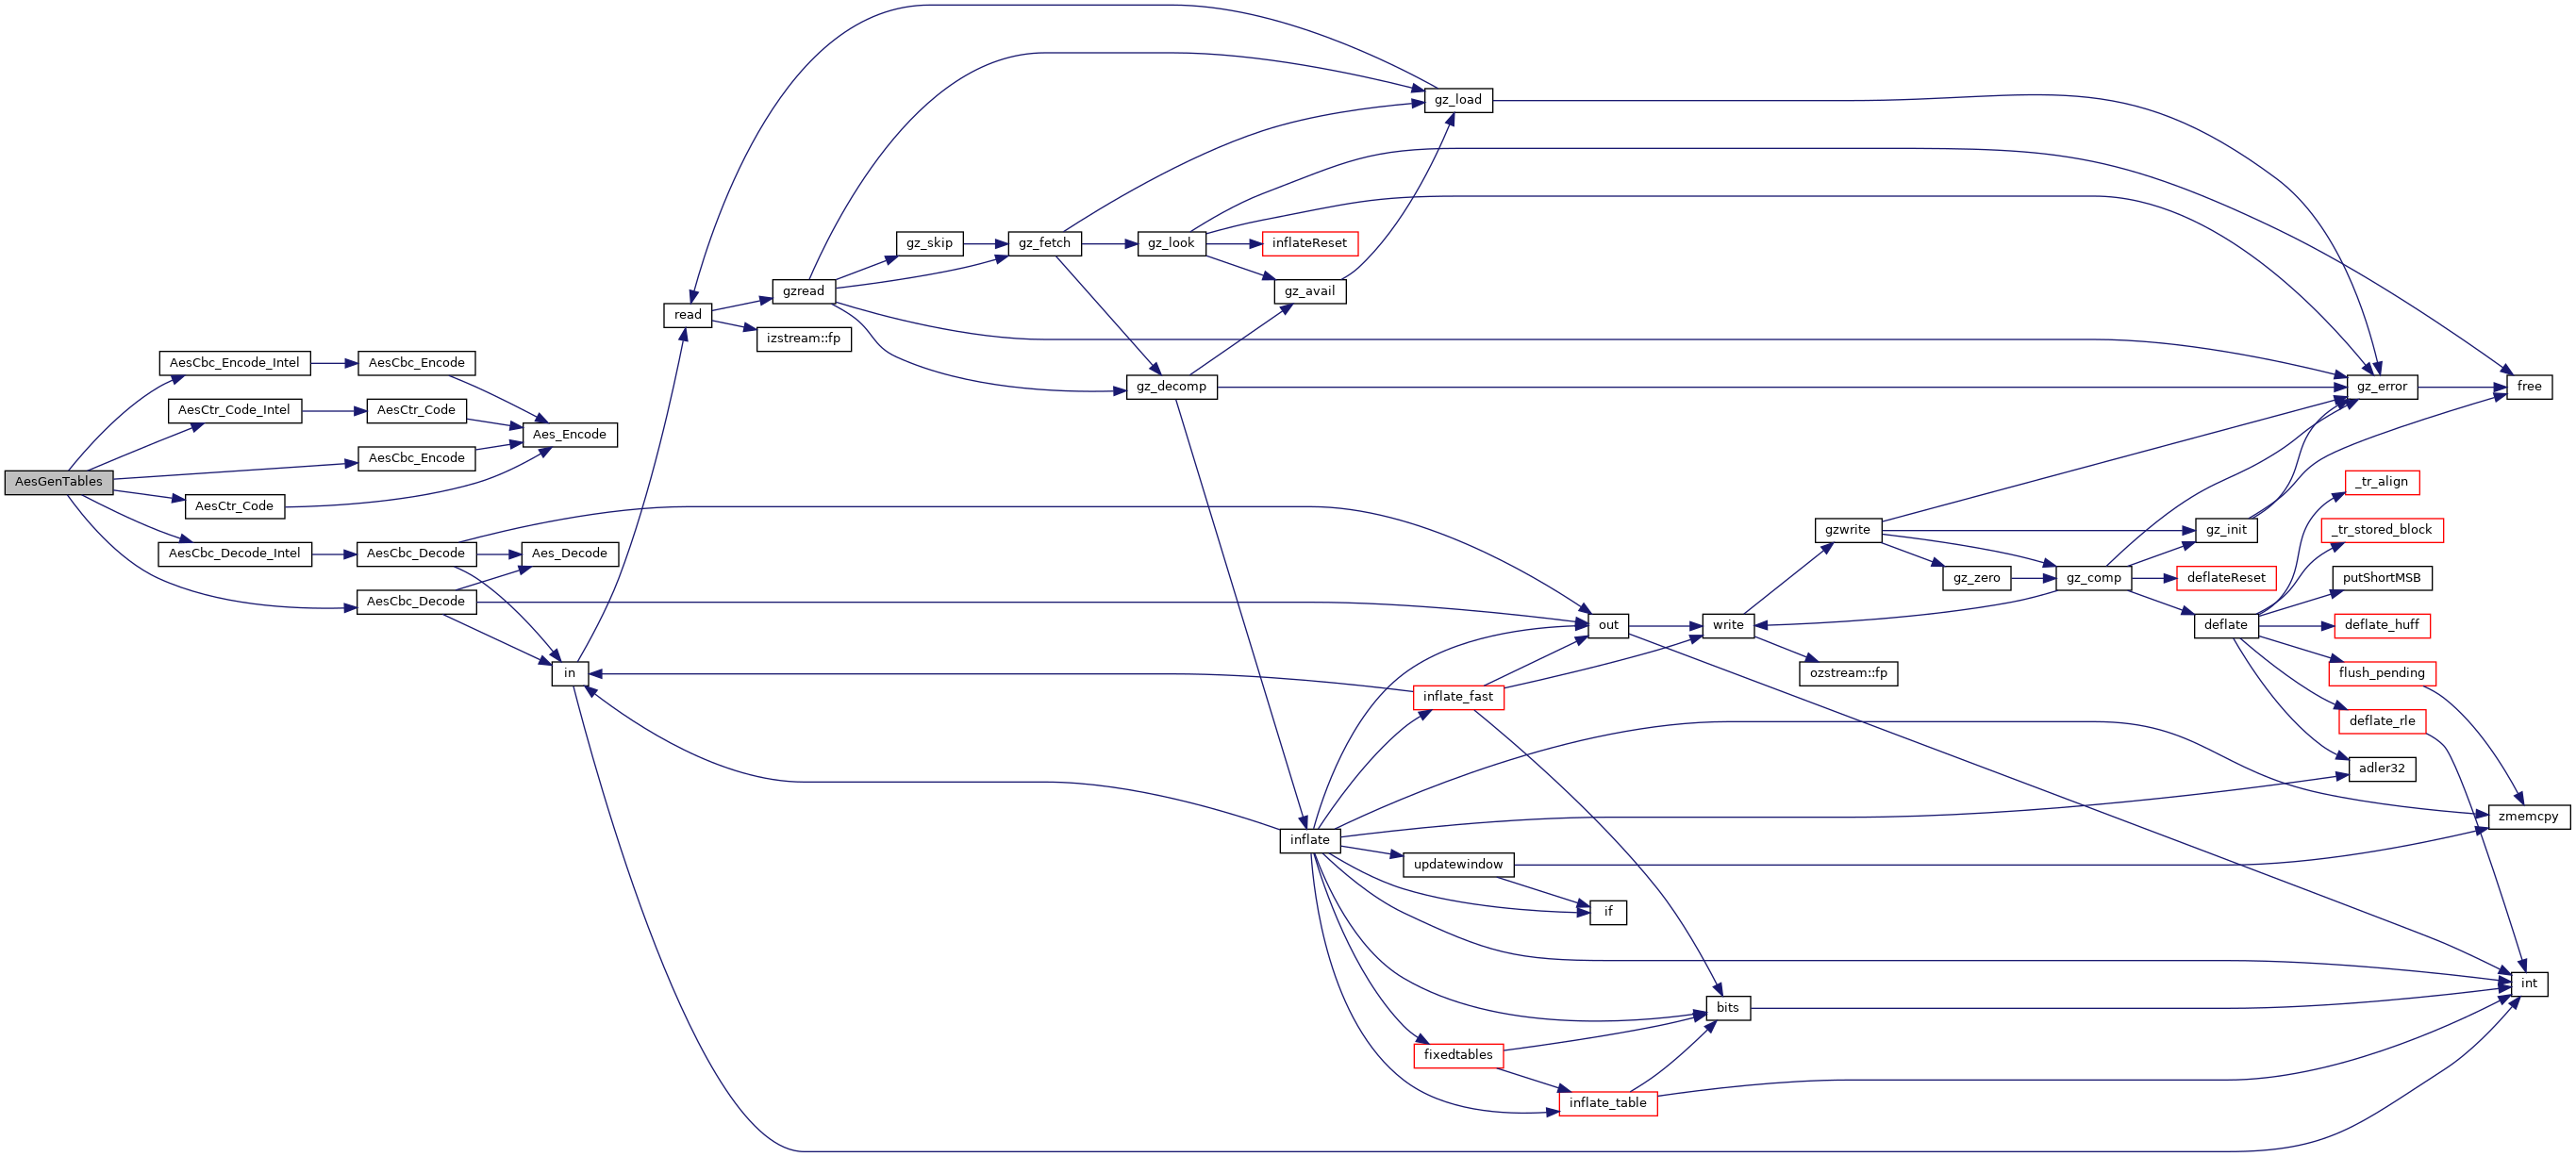 AesGenTables
AesCbc_Encode_Intel
AesCtr_Code_Intel
AesCtr_Code
AesCbc_Decode_Intel
AesCbc_Encode
AesCtr_Code
AesCbc_Encode
AesCbc_Decode
AesCbc_Decode
Aes_Encode
Aes_Decode
in
read
gzread
izstream::fp
gz_skip
gz_fetch
gz_look
gz_decomp
inflateReset
gz_avail
inflate
gz_load
inflate_fast
updatewindow
fixedtables
out
if
inflate_table
write
bits
gzwrite
ozstream::fp
gz_zero
gz_comp
gz_init
deflateReset
deflate
gz_error
_tr_align
_tr_stored_block
putShortMSB
deflate_huff
flush_pending
deflate_rle
adler32
free
zmemcpy
int